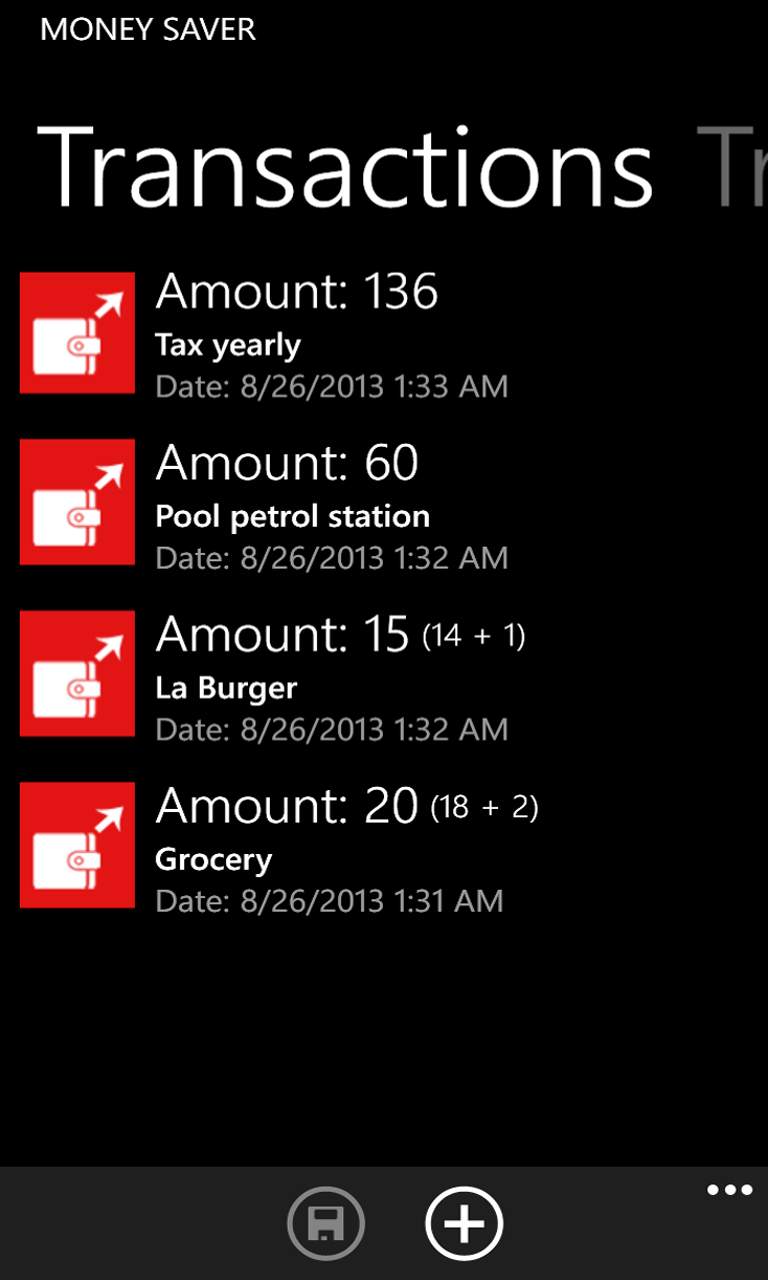 MONEY SAVER
Transactions Tr
Amount: 136
Tax yearly
Date: 8/26/2013 1:33 AM
Amount: 60
Pool petrol station
Date: 8/26/2013 1:32 AM
Amount: 15 (14 + 1)
La Burger
Date: 8/26/2013 1:32 AM
Amount: 20 (18 + 2)
Grocery
Date: 8/26/2013 1:31 AM